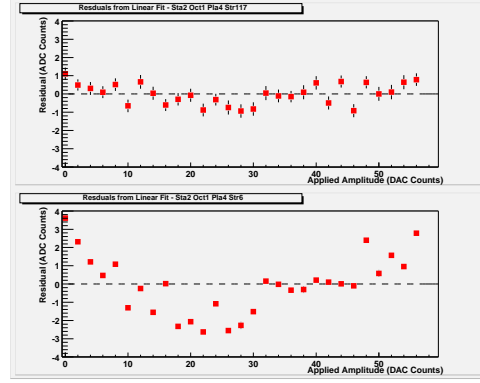 Resduals from Linear Fit - Sta2 Oct1 Pla4 Str117
Residual (ADC Counts)
4
3
2
1
0
-1
-2
-3
-4
0 10 20 30 40 50
Applied Amplitude (DAC Counts)
Residuals from Linear Fit - Sta2 Oct1 Pla4 Str6
Residual (ADC Counts)
4
3
2
1
0
-1
-2
-3
-4
0 10 20 30 40 50
Applied Amplitude (DAC Counts)